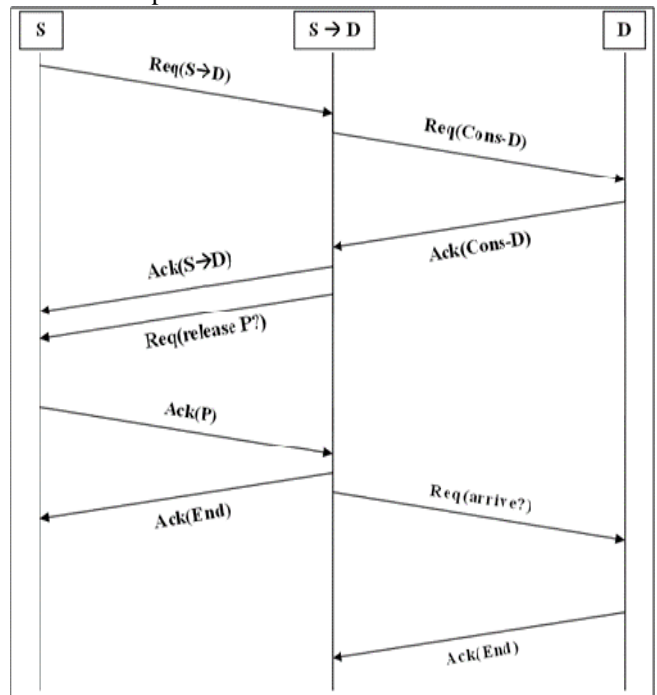 S
S → D
D
Req(S→D)
Req(Cons-D)
Ack(Cons-D)
Ack(S→D)
Req(release P?)
Ack(P)
Req(arrive?)
Ack(End)
Ack(End)